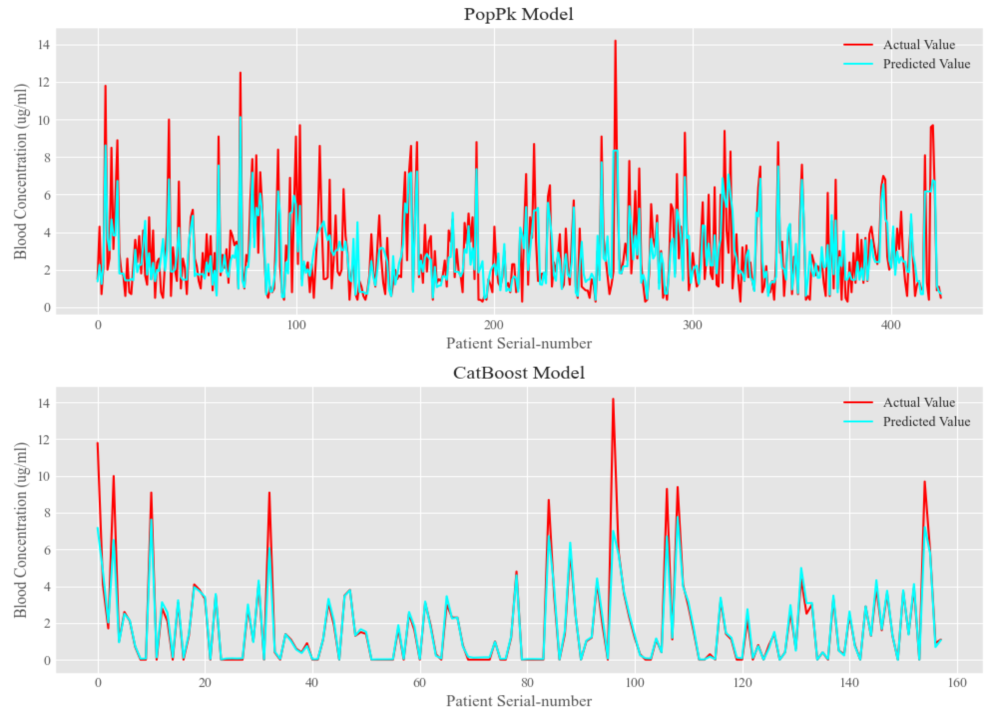 PopPk Model
Actual Value
Predicted Value
Blood Concentration (ug/ml)
14
12
10
8
6
4
2
0
0 100 200 300 400
Patient Serial-number
CatBoost Model
Actual Value
Predicted Value
Blood Concentration (ug/ml)
14
12
10
8
6
4
2
0
0 20 40 60 80 100 120 140 160
Patient Serial-number